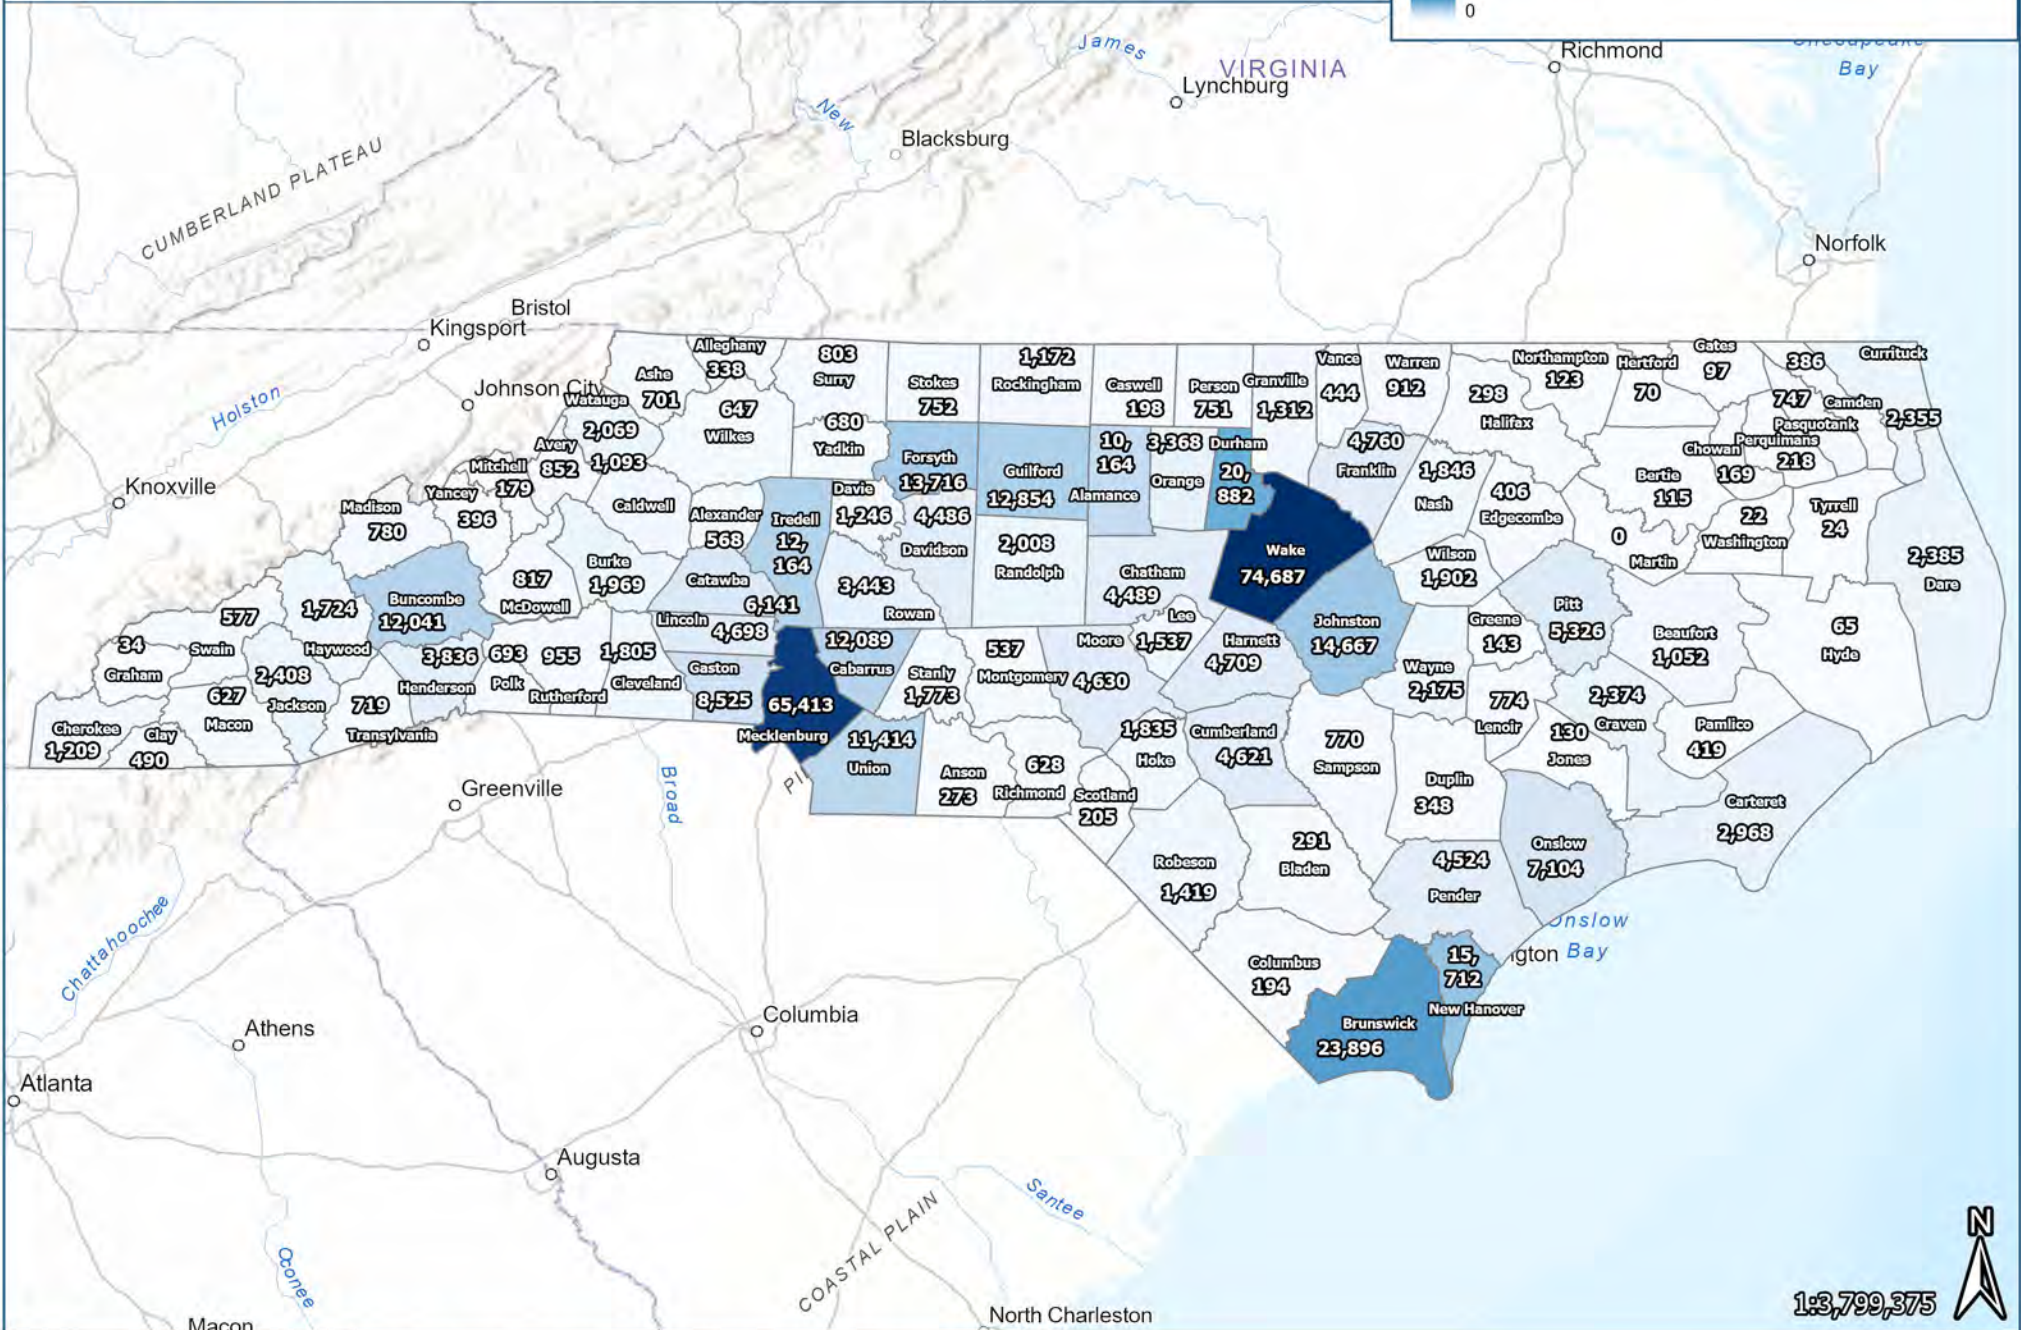 0
Richmond
Bay
James
VIRGINIA
Lynchburg
New
Blacksburg
CUMBERLAND PLATEAU
Norfolk
Bristol
Kingsport
Johnson City
Holston
Knoxville
Alleghany
338
Ashe
701
803
Surry
Stokes
752
1,172
Rockingham
Caswell
198
Person
751
Granville
1,312
Vance
444
Warren
912
Northampton
123
Hertford
70
Gates
97
386
Currituck
2,355
Camden
747
Pasquotank
Perquimans
218
Chowan
169
298
Halifax
Watauga
2,069
647
Wilkes
680
Yadkin
Forsyth
13,716
Guilford
12,854
10,
164
Alamance
3,368
Orange
Durham
20,
882
4,760
Franklin
1,846
Nash
406
Edgecombe
Bertie
115
0
Martin
22
Washington
Tyrrell
24
2,385
Dare
Avery
852
1,093
Caldwell
Mitchell
179
Yancey
396
Madison
780
Alexander
568
Iredell
12,
164
Davie
1,246
4,486
Davidson
2,008
Randolph
Chatham
4,489
Wake
74,687
Wilson
1,902
Burke
1,969
Catawba
6,141
3,443
Rowan
817
McDowell
Buncombe
12,041
1,724
Haywood
577
Swain
34
Graham
2,408
Jackson
627
Macon
Cherokee
1,209
Clay
490
719
Transylvania
3,836
Henderson
693
Polk
955
Rutherford
1,805
Cleveland
Lincoln
4,698
Gaston
8,525
65,413
Mecklenburg
12,089
Cabarrus
11,414
Union
Stanly
1,773
537
Montgomery
Moore
4,630
Lee
1,537
Harnett
4,709
Johnston
14,667
Greene
143
Pitt
5,326
Beaufort
1,052
65
Hyde
Wayne
2,175
774
Lenoir
2,374
Craven
130
Jones
Pamlico
419
Carteret
2,968
Anson
273
628
Richmond
Scotland
205
1,835
Hoke
Cumberland
4,621
770
Sampson
Duplin
348
Onslow
7,104
Robeson
1,419
291
Bladen
4,524
Pender
Columbus
194
15,
712
New Hanover
Brunswick
23,896
Onslow
Bay
Greenville
Broad
Chattahoochee
Athens
Columbia
Atlanta
Augusta
Oconee
Santee
COASTAL PLAIN
North Charleston
Macon
N
1:3,799,375